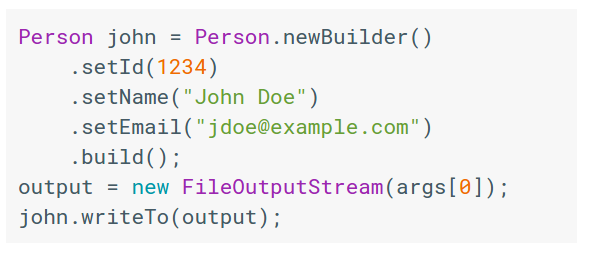 Person john = Person.newBuilder()
    .setId(1234)
    .setName("John Doe")
    .setEmail("jdoe@example.com")
    .build();
output = new FileOutputStream(args[0]);
john.writeTo(output);